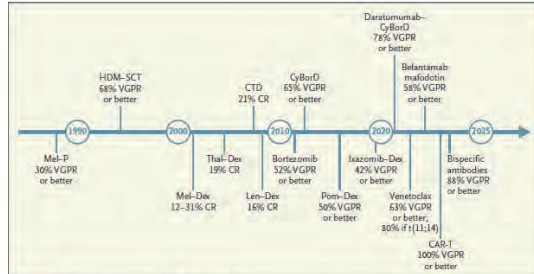 Daratumumab–
CyBorD
78% VGPR
or better
HDM–SCT
68% VGPR
or better
CTD
21% CR
CyBorD
65% VGPR
or better
Belantamab
mafodotin
58% VGPR
or better
1990
2000
2010
2020
2025
Mel–P
30% VGPR
or better
Mel–Dex
12–31% CR
Thal–Dex
19% CR
Len–Dex
16% CR
Bortezomib
52% VGPR
or better
Pom–Dex
50% VGPR
or better
Ixazomib–Dex
42% VGPR
or better
Venetoclax
63% VGPR
or better;
80% if t(11;14)
CAR-T
100% VGPR
or better
Bispecific
antibodies
88% VGPR
or better